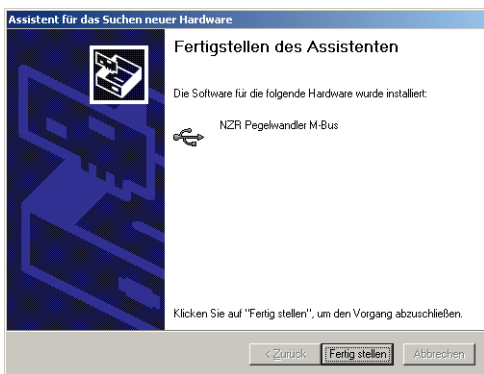 Assistent für das Suchen neuer Hardware
Fertigstellen des Assistenten
Die Software für die folgende Hardware wurde installiert:
NZR Pegelwandler M-Bus
Klicken Sie auf "Fertig stellen", um den Vorgang abzuschließen.
< Zurück
Fertig stellen
Abbrechen